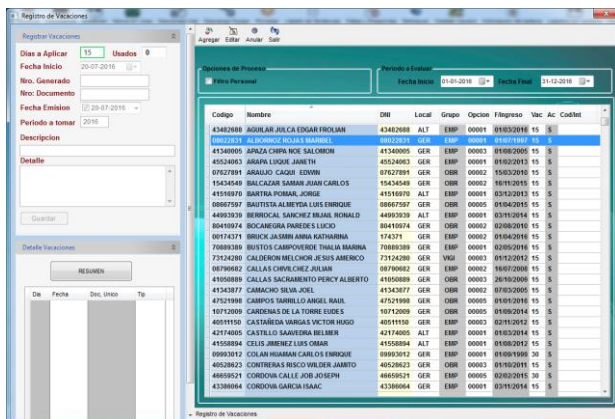 Registro de Vacaciones
Registrar Vacaciones
Dias a Aplicar 15 Usados 0
Fecha Inicio 20-07-2016
Nro. Generado
Nro: Documento
Fecha Emision 20-07-2016
Periodo a tomar 2016
Descripcion
Detalle
Guardar
Detalle Vacaciones
RESUMEN
Dia Fecha Doc, Unico Tip
Agregar Editar Anular Salir
Opciones de Proceso
Filtro Personal
Periodo a Evaluar
Fecha Inicio 01-01-2016 Fecha Final 31-12-2016
Codigo Nombre DNI Local Grupo Opcion F/Ingreso Vac Ac Cod/Int
43482688 AGUILAR JULCA EDGAR FROLIAN 43482688 ALT EMP 00001 01/03/2016 15 S
08022831 ALBORNOZ ROJAS MARIBEL 08022831 GER EMP 00001 01/07/1997 15 S
41340005 APAZA CHIPA NOE SALOMON 41340005 GER EMP 00003 01/08/2005 15 S
45524063 ARAPA LUQUE JANETH 45524063 GER EMP 00001 01/02/2013 15 S
07627891 ARAUJO CAQUI EDWIN 07627891 GER OBR 00002 15/03/2010 15 S
15434549 BALCAZAR SAMAN JUAN CARLOS 15434549 GER OBR 00002 16/11/2015 15 S
41516970 BARTRA POMAR, JORGE 41516970 ALT EMP 00002 03/12/2013 15 S
08667597 BAUTISTA ALMEYDA LUIS ENRIQUE 08667597 GER OBR 00005 01/04/2015 15 S
44993939 BERROCAL SANCHEZ MIJAIL RONALD 44993939 ALT EMP 00001 03/11/2014 15 S
80410974 BOCANEGRA PAREDES LUCIO 80410974 GER OBR 00002 02/08/2010 15 S
00174371 BRUCK JASMIN ANNA KATHARINA 174371 GER EMP 00001 01/04/2016 15 S
70889389 BUSTOS CAMPOVERDE THALIA MARINA 70889389 GER EMP 00001 02/05/2016 15 S
73124280 CALDERON MELCHOR JESUS AMERICO 73124280 GER VIGI 00003 01/12/2012 15 S
08790682 CALLAS CHVILCHEZ JULIAN 08790682 GER EMP 00002 16/07/2008 15 S
41050889 CALLAS SACRAMENTO PERCY ALBERTO 41050889 GER OBR 00003 26/10/2009 15 S
41343877 CAMACHO SILVA JOEL 41343877 GER OBR 00002 07/03/2005 15 S
47521998 CAMPOS TARRILLO ANGEL RAUL 47521998 GER OBR 00005 01/01/2016 15 S
10712009 CARDENAS DE LA TORRE EUDES 10712009 GER OBR 00005 01/09/2014 15 S
40511150 CASTAÑEDA VARGAS VICTOR HUGO 40511150 GER EMP 00003 02/11/2012 15 S
42174005 CASTILLO SAAVEDRA BELMER 42174005 ALT EMP 00001 01/03/2014 15 S
41558894 CELIS JIMENEZ LUIS OMAR 41558894 ALT EMP 00001 01/08/2012 15 S
09993012 COLAN HUAMAN CARLOS ENRIQUE 09993012 GER EMP 00001 01/09/1999 30 S
40528623 CONTRERAS RISCO WILDER JAMITO 40528623 GER OBR 00003 01/10/2011 15 S
46659521 CORDOVA CALLE JOB JOSEPH 46659521 GER EMP 00005 02/02/2015 30 S
43386064 CORDOVA GARCIA ISAAC 43386064 GER EMP 00001 03/11/2014 15 S
Registro de Vacaciones